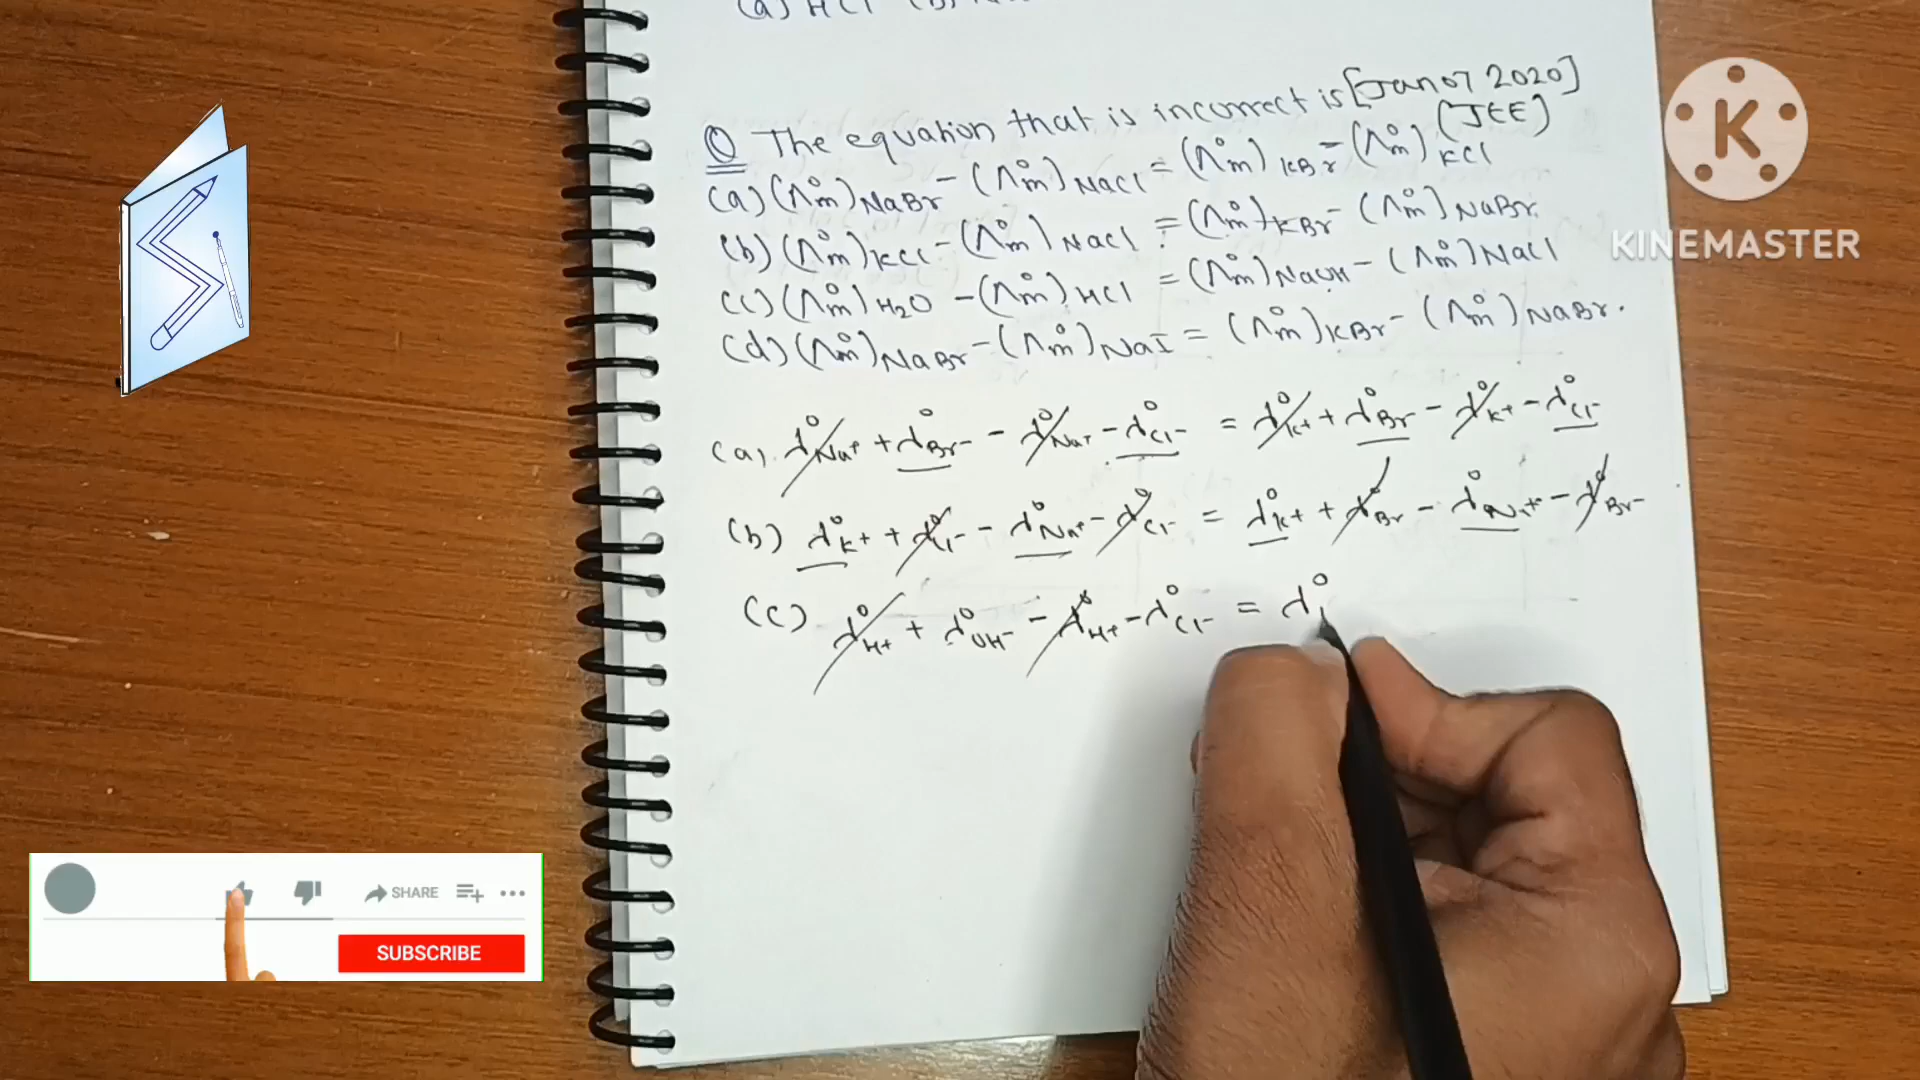 (a) HCl (b)
Q The equation that is incorrect is [Jan 07 2020]
(JEE)
(a) (Λ°m)NaBr - (Λ°m)NaCl = (Λ°m)KBr - (Λ°m)KCl
(b) (Λ°m)KCl - (Λ°m)NaCl = (Λ°m)KBr - (Λ°m)NaBr
(c) (Λ°m)H2O - (Λ°m)HCl = (Λ°m)NaOH - (Λ°m)NaCl
(d) (Λ°m)NaBr - (Λ°m)NaI = (Λ°m)KBr - (Λ°m)NaBr.
(a) λ°Na+ + λ°Br- - λ°Na+ - λ°Cl- = λ°K+ + λ°Br- - λ°K+ - λ°Cl-
(b) λ°K+ + λ°Cl- - λ°Na+ - λ°Cl- = λ°K+ + λ°Br - λ°Na+ - λ°Br-
(c) λ°H+ + λ°OH- - λ°H+ - λ°Cl- = λ°
K
KINEMASTER
SHARE
SUBSCRIBE